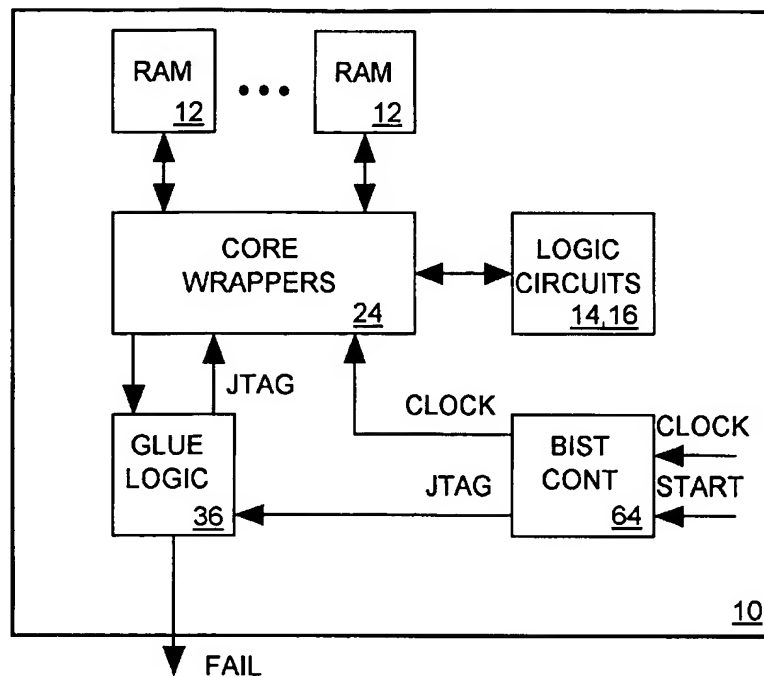 RAM
12
RAM
12
CORE
WRAPPERS
24
LOGIC
CIRCUITS
14,16
JTAG
CLOCK
GLUE
LOGIC
36
JTAG
BIST
CONT
64
CLOCK
START
10
FAIL